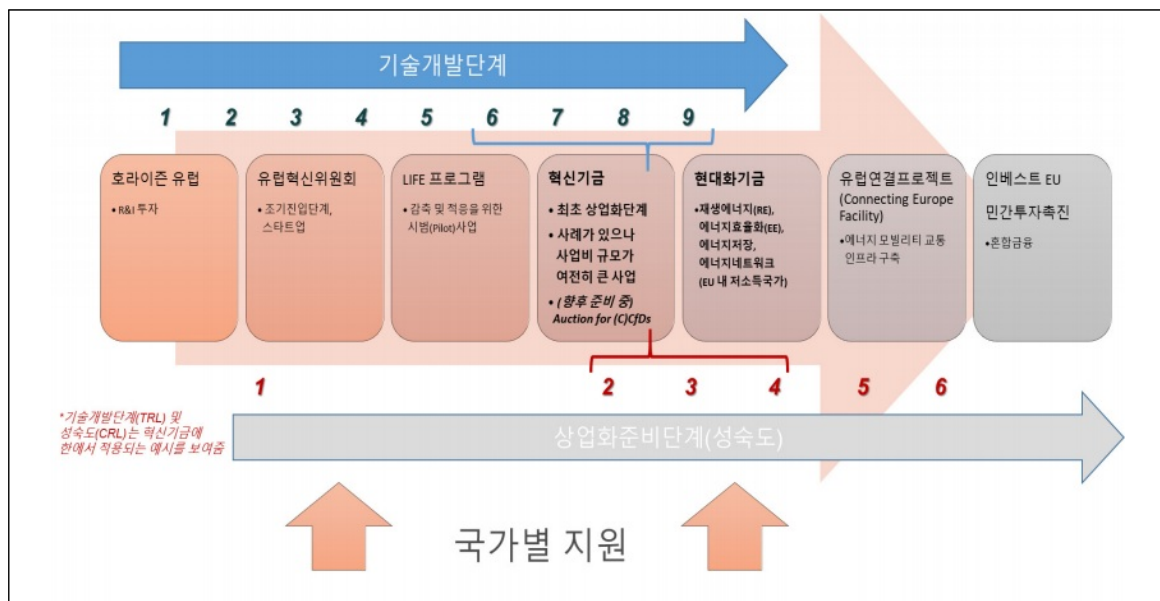 기술개발단계
1 2 3 4 5 6 7 8 9
호라이즌 유럽
• R&I 투자
유럽혁신위원회
• 조기진입단계,
스타트업
LIFE 프로그램
• 감축 및 적응을 위한
시범(Pilot)사업
혁신기금
• 최초 상업화단계
• 사례가 있으나
사업비 규모가
여전히 큰 사업
• (향후 준비 중)
Auction for (C)CfDs
현대화기금
•재생에너지(RE),
에너지효율화(EE),
에너지저장,
에너지네트워크
(EU 내 저소득국가)
유럽연결프로젝트
(Connecting Europe
Facility)
•에너지 모빌리티 교통
인프라 구축
인베스트 EU
민간투자촉진
• 혼합금융
1 2 3 4 5 6
*기술개발단계(TRL) 및
성숙도(CRL)는 혁신기금에
한에서 적용되는 예시를 보여줌
상업화준비단계(성숙도)
국가별 지원